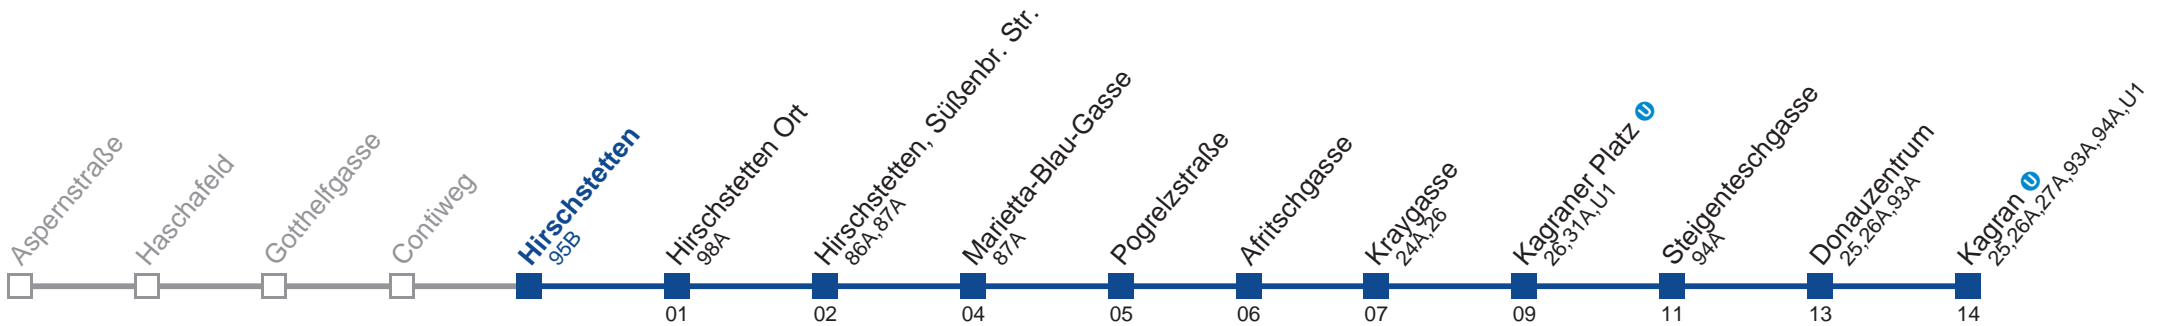 Aspernstraße
Haschafeld
Gotthelfgasse
Contiweg
Hirschstetten
95B
Hirschstetten Ort
98A
Hirschstetten, Süßenbr. Str.
86A,87A
Marietta-Blau-Gasse
87A
Pogrelzstraße
Afritschgasse
Kraygasse
24A,26
Kagraner Platz U
26,31A,U1
Steigenteschgasse
94A
Donauzentrum
25,26A,93A
Kagran U
25,26A,27A,93A,94A,U1
01 02 04 05 06 07 09 11 13 14